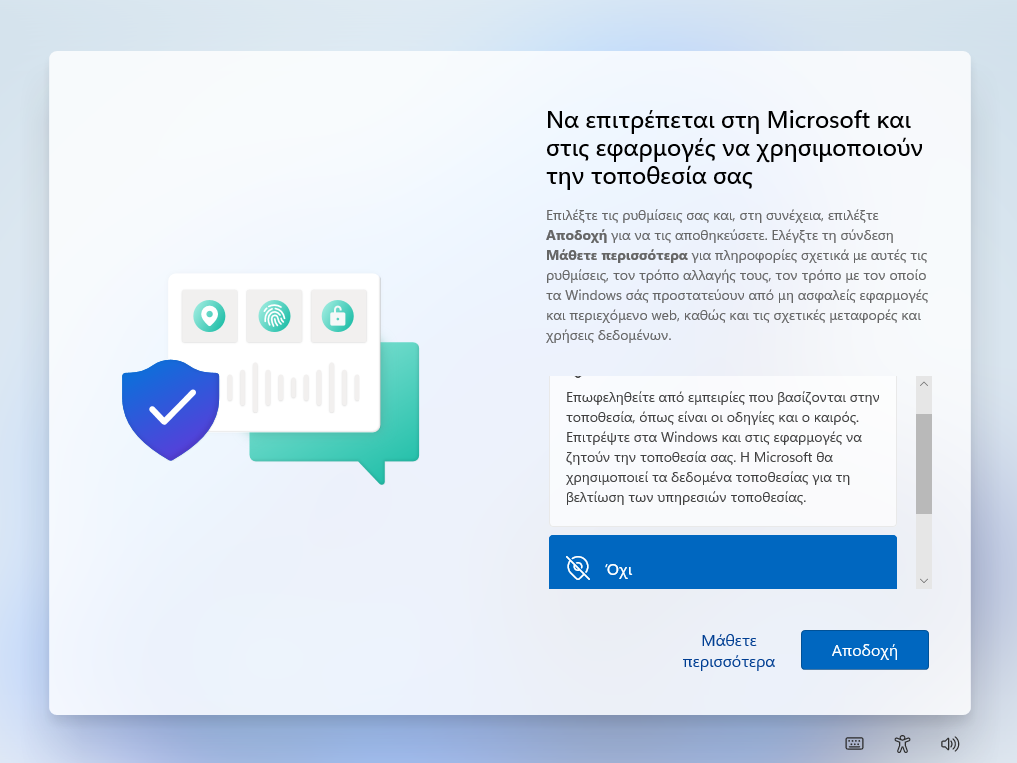 Να επιτρέπεται στη Microsoft και
στις εφαρμογές να χρησιμοποιούν
την τοποθεσία σας
Επιλέξτε τις ρυθμίσεις σας και, στη συνέχεια, επιλέξτε
Αποδοχή για να τις αποθηκεύσετε. Ελέγξτε τη σύνδεση
Μάθετε περισσότερα για πληροφορίες σχετικά με αυτές τις
ρυθμίσεις, τον τρόπο αλλαγής τους, τον τρόπο με τον οποίο
τα Windows σάς προστατεύουν από μη ασφαλείς εφαρμογές
και περιεχόμενο web, καθώς και τις σχετικές μεταφορές και
χρήσεις δεδομένων.
Επωφεληθείτε από εμπειρίες που βασίζονται στην
τοποθεσία, όπως είναι οι οδηγίες και ο καιρός.
Επιτρέψτε στα Windows και στις εφαρμογές να
ζητούν την τοποθεσία σας. Η Microsoft θα
χρησιμοποιεί τα δεδομένα τοποθεσίας για τη
βελτίωση των υπηρεσιών τοποθεσίας.
Όχι
Μάθετε
περισσότερα
Αποδοχή